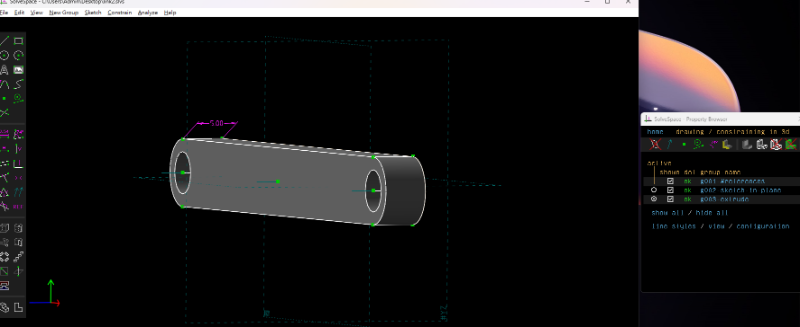 SolveSpace - C:\Users\Admin\Desktop\link2.slvs
File Edit View New Group Sketch Constrain Analyze Help
5.00
XYZ
SolveSpace - Property Browser
home drawing / constraining in 3d
active
shown dof group name
ok g001 #references
ok g002 sketch in plane
ok g003 extrude
show all / hide all
line styles / view / configuration